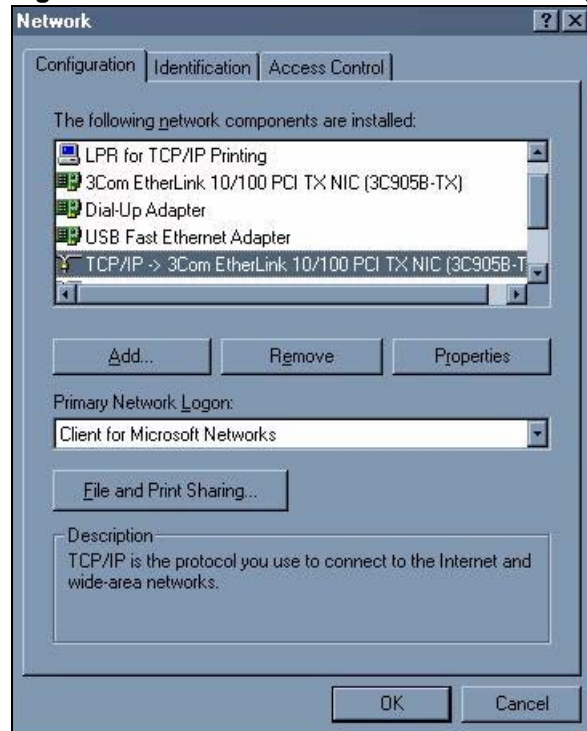 Network
Configuration Identification Access Control
The following network components are installed:
LPR for TCP/IP Printing
3Com EtherLink 10/100 PCI TX NIC (3C905B-TX)
Dial-Up Adapter
USB Fast Ethernet Adapter
TCP/IP -> 3Com EtherLink 10/100 PCI TX NIC (3C905B-T
Add... Remove Properties
Primary Network Logon:
Client for Microsoft Networks
File and Print Sharing...
Description
TCP/IP is the protocol you use to connect to the Internet and
wide-area networks.
OK Cancel